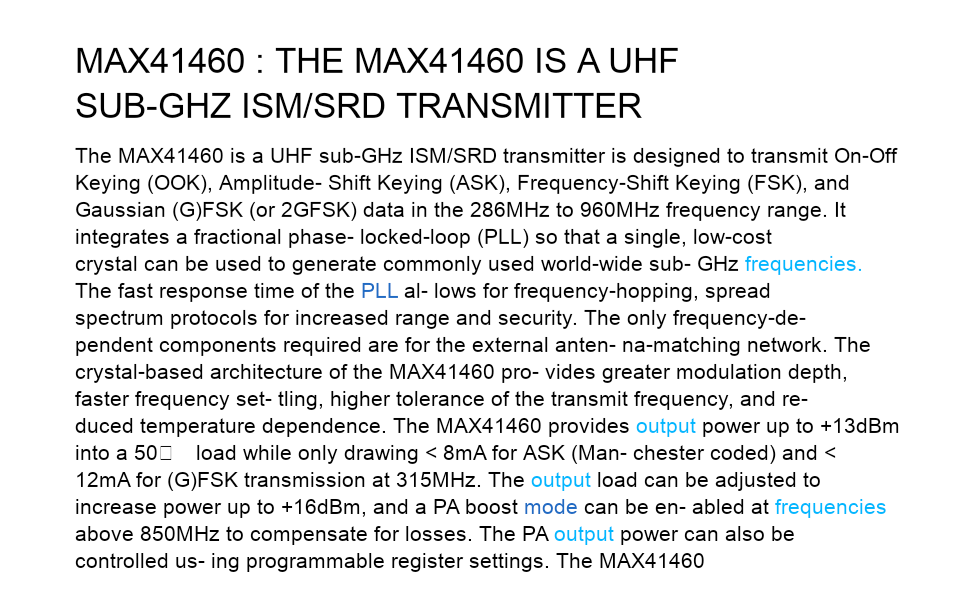 MAX41460 : THE MAX41460 IS A UHF
SUB-GHZ ISM/SRD TRANSMITTER
The MAX41460 is a UHF sub-GHz ISM/SRD transmitter is designed to transmit On-Off
Keying (OOK), Amplitude- Shift Keying (ASK), Frequency-Shift Keying (FSK), and
Gaussian (G)FSK (or 2GFSK) data in the 286MHz to 960MHz frequency range. It
integrates a fractional phase- locked-loop (PLL) so that a single, low-cost
crystal can be used to generate commonly used world-wide sub- GHz frequencies.
The fast response time of the PLL al- lows for frequency-hopping, spread
spectrum protocols for increased range and security. The only frequency-de-
pendent components required are for the external anten- na-matching network. The
crystal-based architecture of the MAX41460 pro- vides greater modulation depth,
faster frequency set- tling, higher tolerance of the transmit frequency, and re-
duced temperature dependence. The MAX41460 provides output power up to +13dBm
into a 50□ load while only drawing < 8mA for ASK (Man- chester coded) and <
12mA for (G)FSK transmission at 315MHz. The output load can be adjusted to
increase power up to +16dBm, and a PA boost mode can be en- abled at frequencies
above 850MHz to compensate for losses. The PA output power can also be
controlled us- ing programmable register settings. The MAX41460